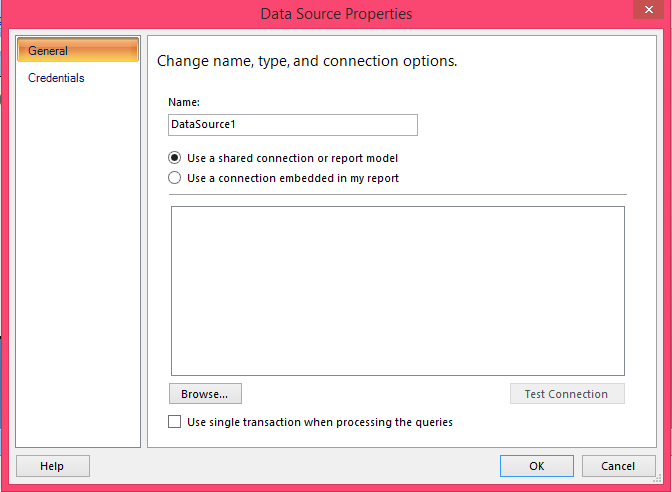 Data Source Properties
General
Credentials
Change name, type, and connection options.
Name:
DataSource1
Use a shared connection or report model
Use a connection embedded in my report
Browse...
Test Connection
Use single transaction when processing the queries
Help
OK
Cancel